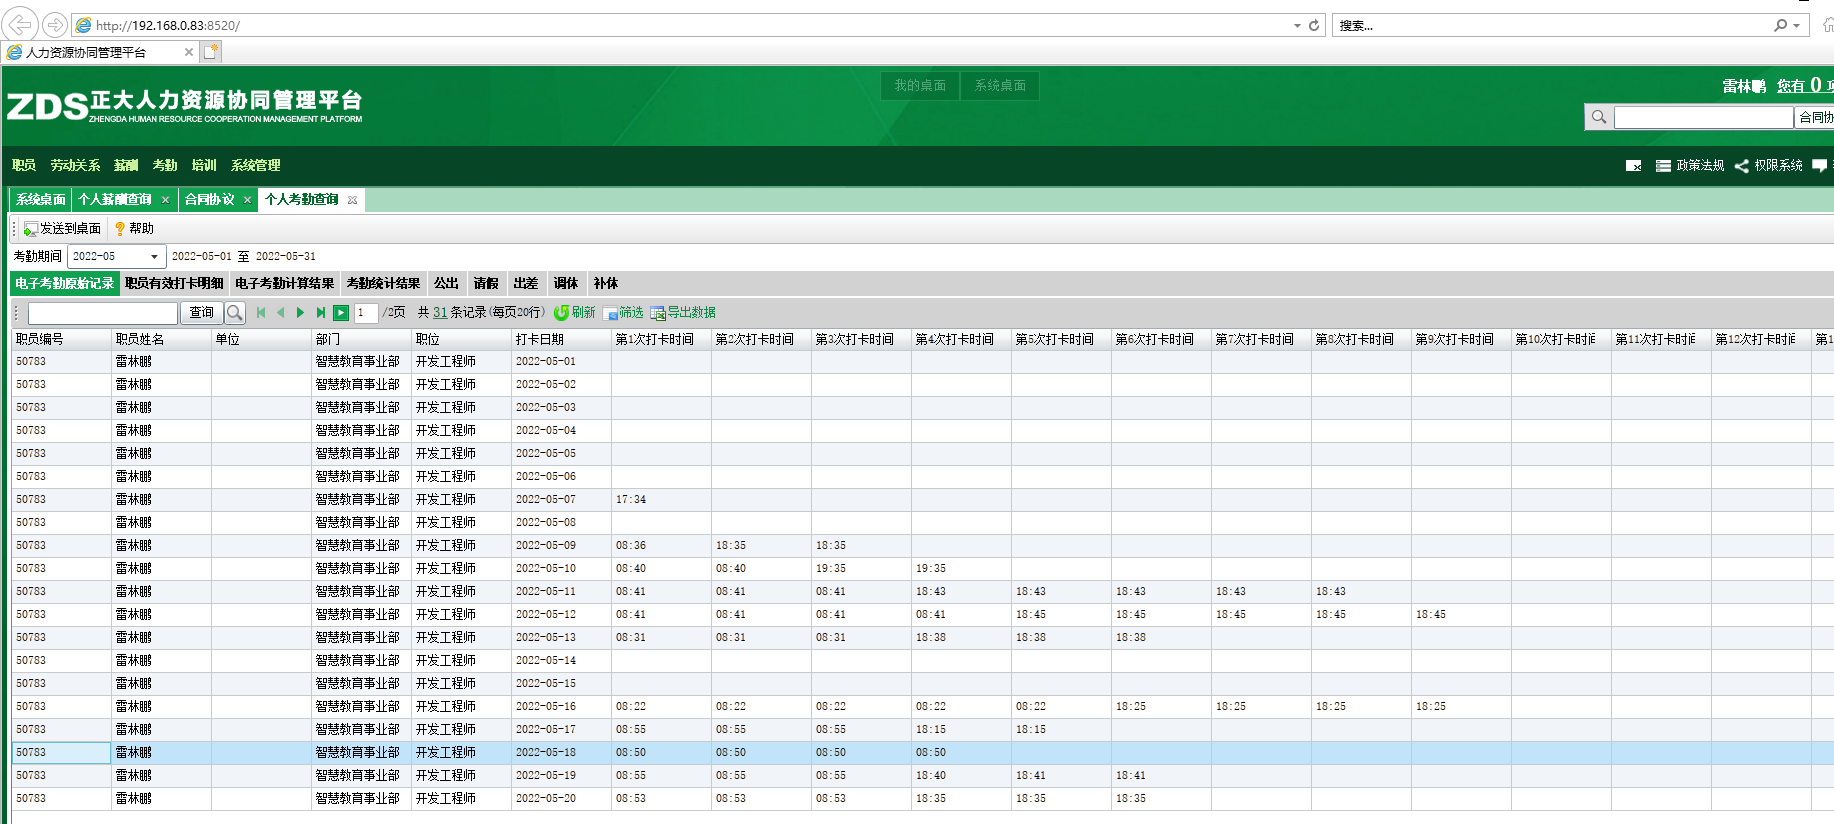 http://192.168.0.83:8520/ 搜索...
人力资源协同管理平台
我的桌面 系统桌面 雷林鹏 您有 0
ZDS 正大人力资源协同管理平台
ZHENGDA HUMAN RESOURCE COOPERATION MANAGEMENT PLATFORM 合同协
职员 劳动关系 薪酬 考勤 培训 系统管理 政策法规 权限系统
系统桌面 个人薪酬查询 合同协议 个人考勤查询
发送到桌面 帮助
考勤期间 2022-05 2022-05-01 至 2022-05-31
电子考勤原始记录 职员有效打卡明细 电子考勤计算结果 考勤统计结果 公出 请假 出差 调休 补休
查询 1 /2页 共 31 条记录(每页20行) 刷新 筛选 导出数据
职员编号 职员姓名 单位 部门 职位 打卡日期 第1次打卡时间 第2次打卡时间 第3次打卡时间 第4次打卡时间 第5次打卡时间 第6次打卡时间 第7次打卡时间 第8次打卡时间 第9次打卡时间 第10次打卡时间 第11次打卡时间 第12次打卡时间 第1
50783 雷林鹏 智慧教育事业部 开发工程师 2022-05-01
50783 雷林鹏 智慧教育事业部 开发工程师 2022-05-02
50783 雷林鹏 智慧教育事业部 开发工程师 2022-05-03
50783 雷林鹏 智慧教育事业部 开发工程师 2022-05-04
50783 雷林鹏 智慧教育事业部 开发工程师 2022-05-05
50783 雷林鹏 智慧教育事业部 开发工程师 2022-05-06
50783 雷林鹏 智慧教育事业部 开发工程师 2022-05-07 17:34
50783 雷林鹏 智慧教育事业部 开发工程师 2022-05-08
50783 雷林鹏 智慧教育事业部 开发工程师 2022-05-09 08:36 18:35 18:35
50783 雷林鹏 智慧教育事业部 开发工程师 2022-05-10 08:40 08:40 19:35 19:35
50783 雷林鹏 智慧教育事业部 开发工程师 2022-05-11 08:41 08:41 08:41 18:43 18:43 18:43 18:43 18:43
50783 雷林鹏 智慧教育事业部 开发工程师 2022-05-12 08:41 08:41 08:41 08:41 18:45 18:45 18:45 18:45 18:45
50783 雷林鹏 智慧教育事业部 开发工程师 2022-05-13 08:31 08:31 08:31 18:38 18:38 18:38
50783 雷林鹏 智慧教育事业部 开发工程师 2022-05-14
50783 雷林鹏 智慧教育事业部 开发工程师 2022-05-15
50783 雷林鹏 智慧教育事业部 开发工程师 2022-05-16 08:22 08:22 08:22 08:22 08:22 18:25 18:25 18:25 18:25
50783 雷林鹏 智慧教育事业部 开发工程师 2022-05-17 08:55 08:55 08:55 18:15 18:15
50783 雷林鹏 智慧教育事业部 开发工程师 2022-05-18 08:50 08:50 08:50 08:50
50783 雷林鹏 智慧教育事业部 开发工程师 2022-05-19 08:55 08:55 08:55 18:40 18:41 18:41
50783 雷林鹏 智慧教育事业部 开发工程师 2022-05-20 08:53 08:53 08:53 18:35 18:35 18:35